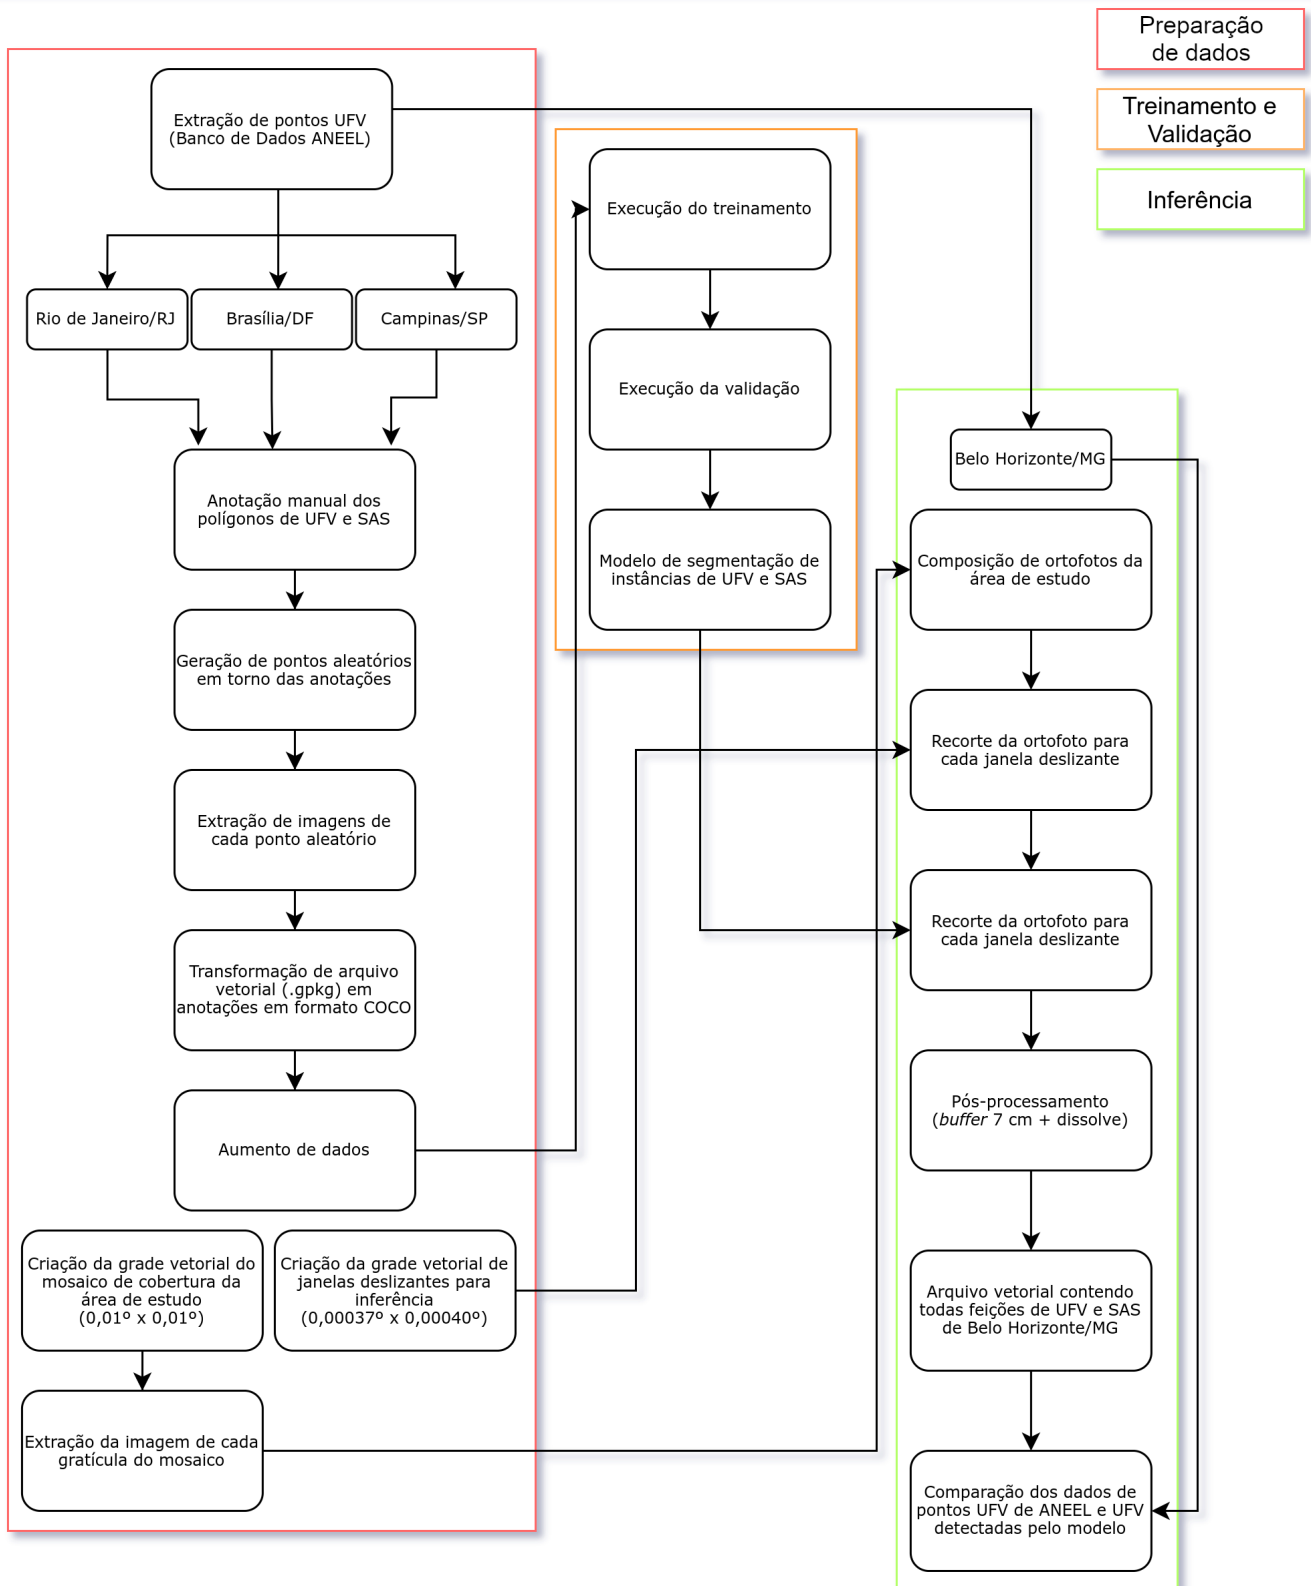 Preparação
de dados
Treinamento e
Validação
Inferência
Extração de pontos UFV
(Banco de Dados ANEEL)
Rio de Janeiro/RJ
Brasília/DF
Campinas/SP
Anotação manual dos
polígonos de UFV e SAS
Geração de pontos aleatórios
em torno das anotações
Extração de imagens de
cada ponto aleatório
Transformação de arquivo
vetorial (.gpkg) em
anotações em formato COCO
Aumento de dados
Criação da grade vetorial do
mosaico de cobertura da
área de estudo
(0,01º x 0,01º)
Criação da grade vetorial de
janelas deslizantes para
inferência
(0,00037º x 0,00040º)
Extração da imagem de cada
gratícula do mosaico
Execução do treinamento
Execução da validação
Modelo de segmentação de
instâncias de UFV e SAS
Belo Horizonte/MG
Composição de ortofotos da
área de estudo
Recorte da ortofoto para
cada janela deslizante
Recorte da ortofoto para
cada janela deslizante
Pós-processamento
(buffer 7 cm + dissolve)
Arquivo vetorial contendo
todas feições de UFV e SAS
de Belo Horizonte/MG
Comparação dos dados de
pontos UFV de ANEEL e UFV
detectadas pelo modelo